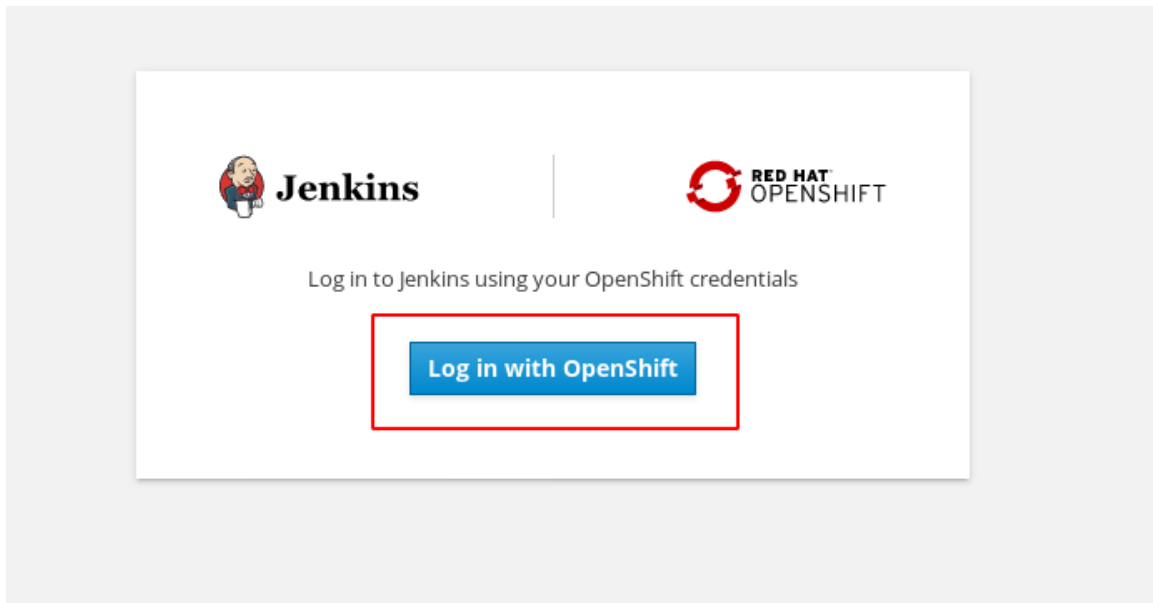 Jenkins
RED HAT
OPENSHIFT
Log in to Jenkins using your OpenShift credentials
Log in with OpenShift